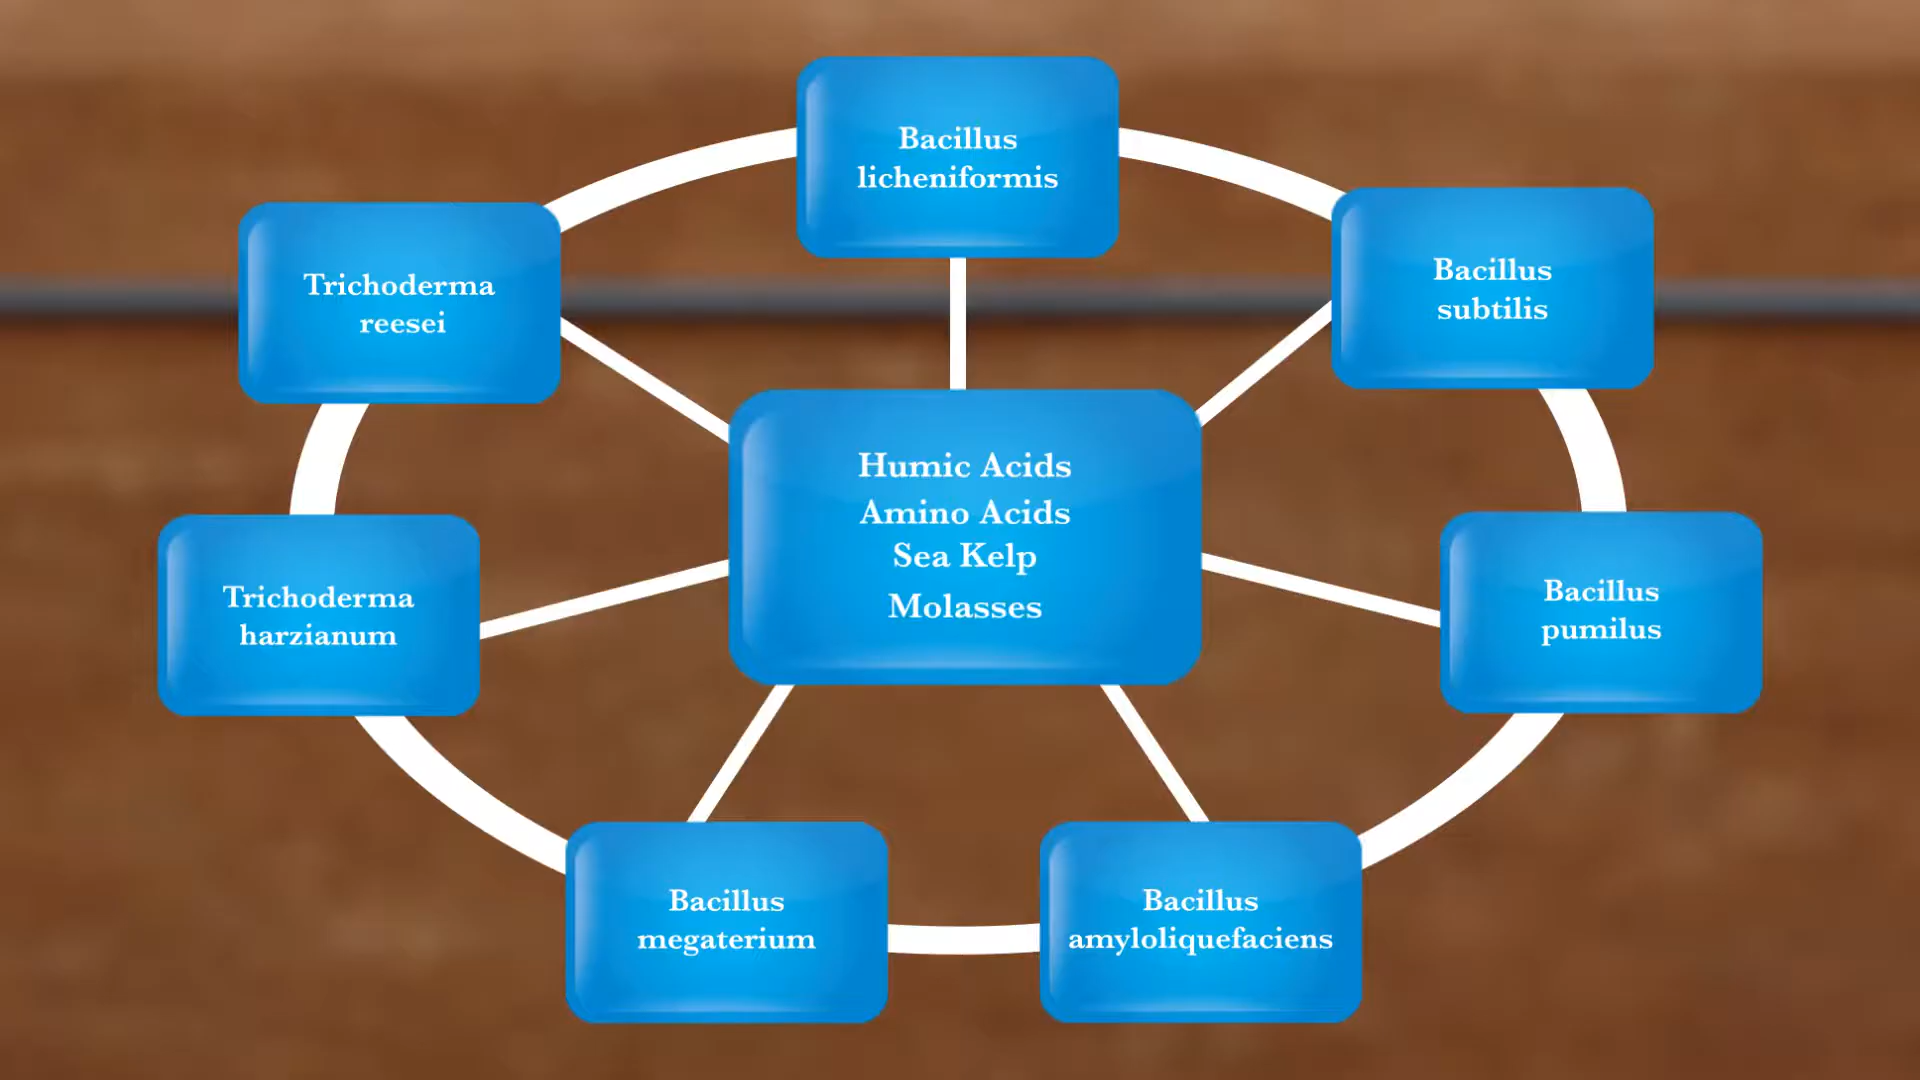 Bacillus
licheniformis
Trichoderma
reesei
Bacillus
subtilis
Humic Acids
Amino Acids
Sea Kelp
Molasses
Trichoderma
harzianum
Bacillus
pumilus
Bacillus
megaterium
Bacillus
amyloliquefaciens